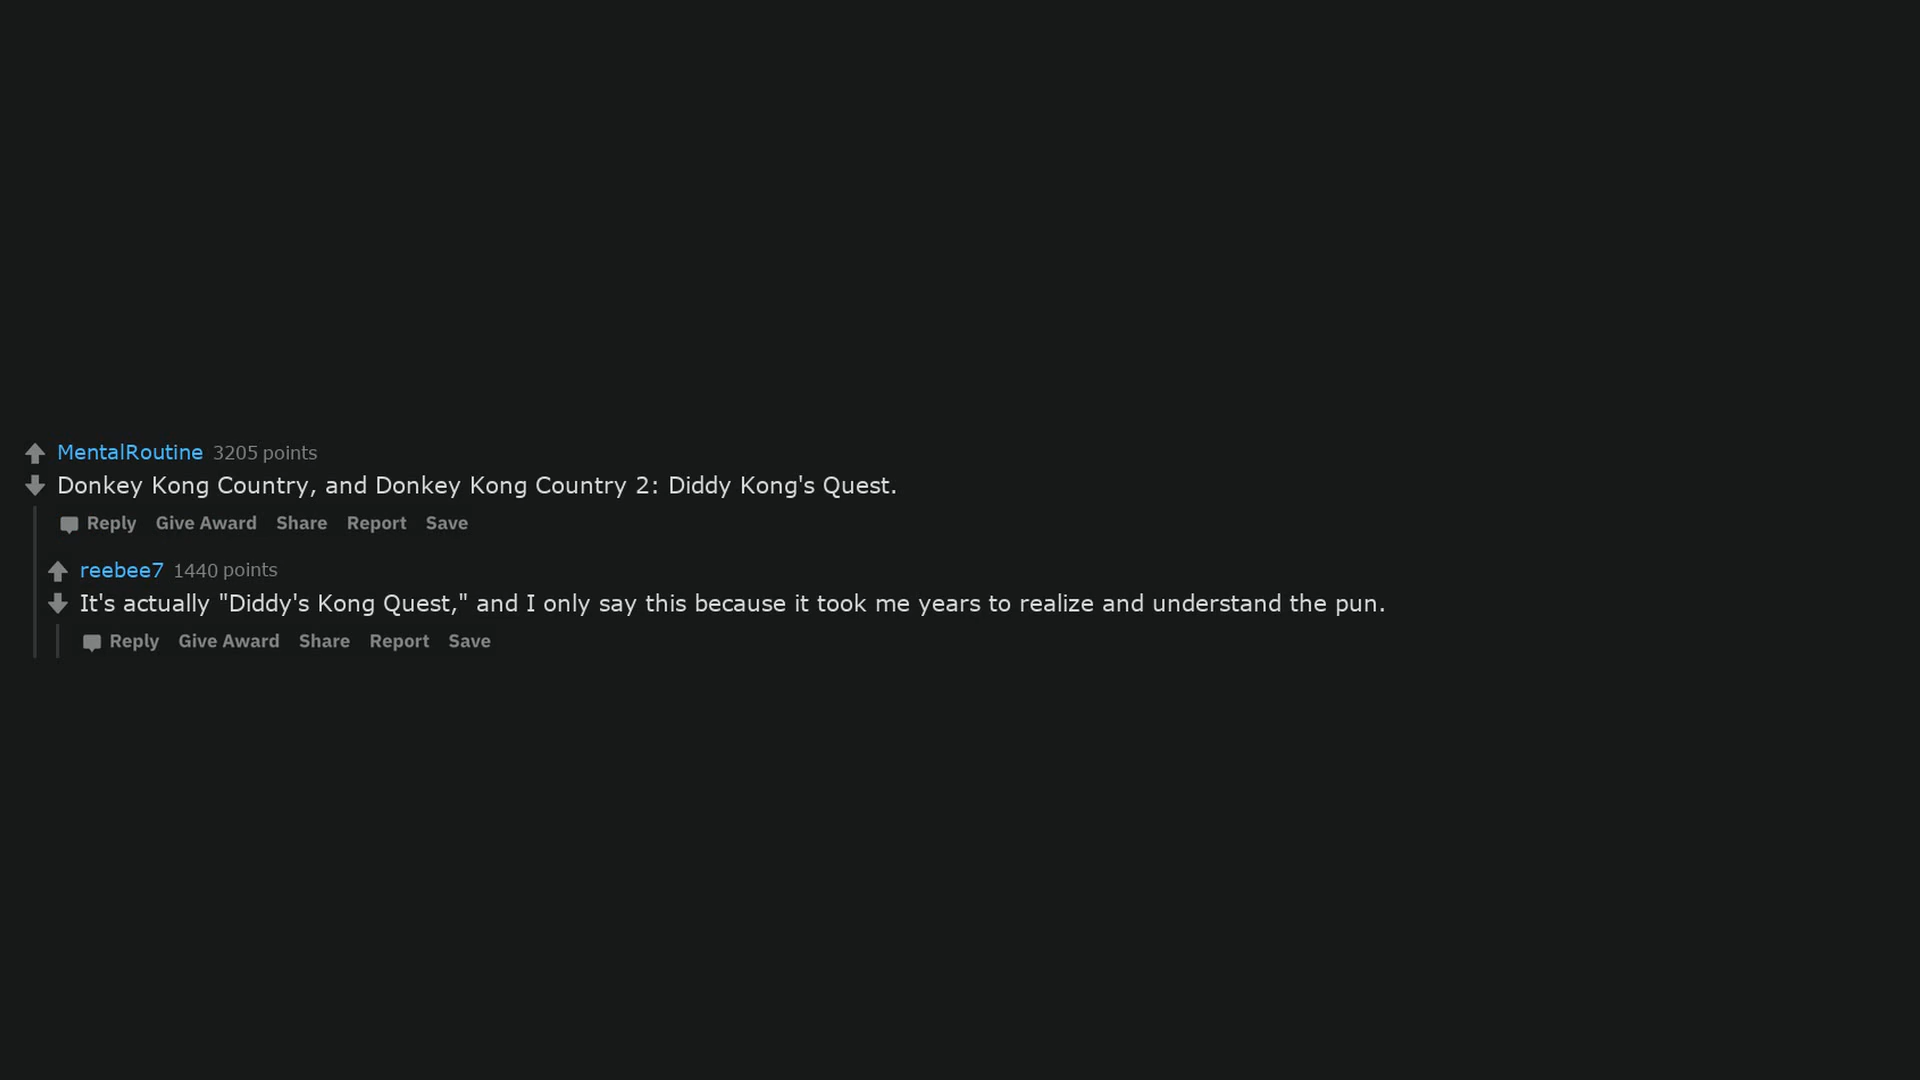 MentalRoutine 3205 points
Donkey Kong Country, and Donkey Kong Country 2: Diddy Kong's Quest.
Reply Give Award Share Report Save
reebee7 1440 points
It's actually "Diddy's Kong Quest," and I only say this because it took me years to realize and understand the pun.
Reply Give Award Share Report Save